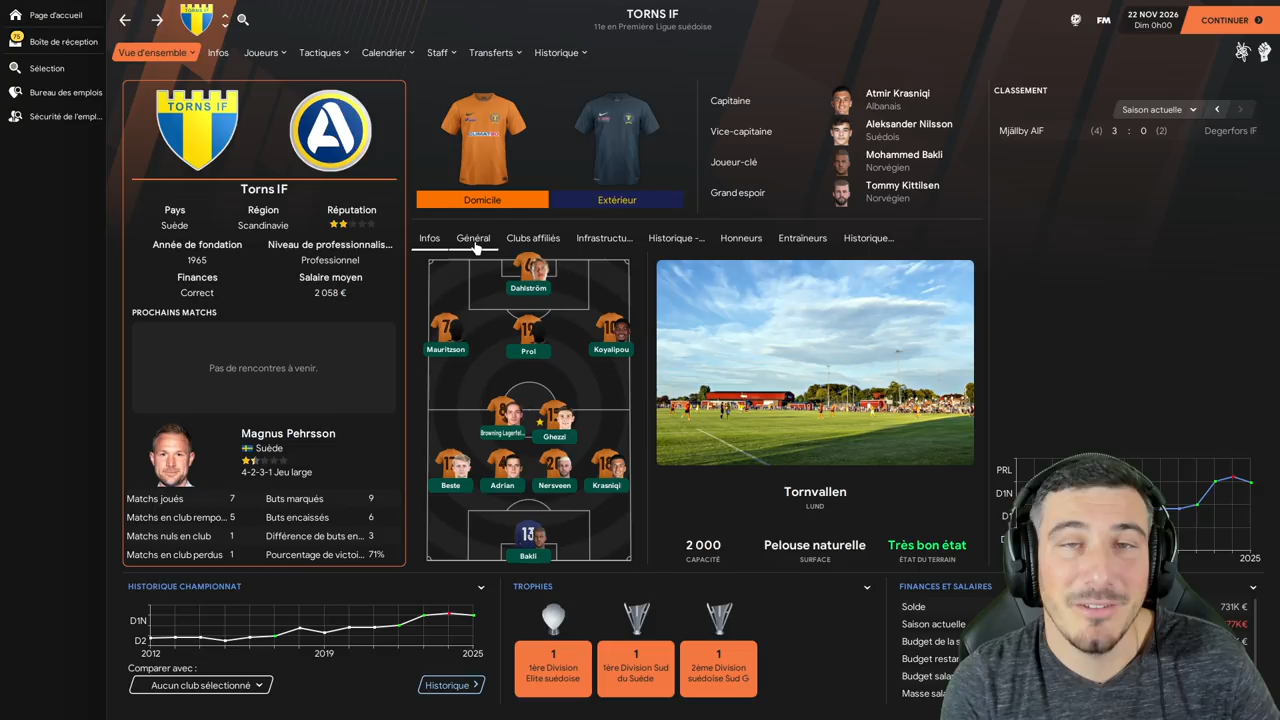 Page d'accueil
75
Boîte de réception
Sélection
Bureau des emplois
Sécurité de l'empl...
TORNS IF
11e en Première Ligue suédoise
FM
22 NOV 2026
Dim 0h00
CONTINUER
Vue d'ensemble
Infos
Joueurs
Tactiques
Calendrier
Staff
Transferts
Historique
TORNS IF
Torns IF
Pays
Suède
Région
Scandinavie
Réputation
Année de fondation
1965
Niveau de professionnalis...
Professionnel
Finances
Correct
Salaire moyen
2 058 €
PROCHAINS MATCHS
Pas de rencontres à venir.
Magnus Pehrsson
Suède
4-2-3-1 Jeu large
Matchs joués 7
Buts marqués 9
Matchs en club rempo... 5
Buts encaissés 6
Matchs nuls en club 1
Différence de buts en... 3
Matchs en club perdus 1
Pourcentage de victoi... 71%
Domicile
Extérieur
Capitaine
Atmir Krasniqi
Albanais
Vice-capitaine
Aleksander Nilsson
Suédois
Joueur-clé
Mohammed Bakli
Norvégien
Grand espoir
Tommy Kittilsen
Norvégien
Infos
Général
Clubs affiliés
Infrastructu...
Historique -...
Honneurs
Entraîneurs
Historique...
Dahlström
7
Mauritzson
19
Prol
10
Koyalipou
8
Browning Lagerfel...
15
Ghezzi
Beste
Adrian
Nersveen
18
Krasniqi
13
Bakli
Tornvallen
LUND
2 000
CAPACITÉ
Pelouse naturelle
SURFACE
Très bon état
ÉTAT DU TERRAIN
CLASSEMENT
Saison actuelle
Mjällby AIF (4) 3 : 0 (2) Degerfors IF
PRL
D1N
2025
HISTORIQUE CHAMPIONNAT
D1N
D2
2012
2019
2025
Comparer avec :
Aucun club sélectionné
Historique
TROPHIES
1
1ère Division
Elite suédoise
1
1ère Division Sud
du Suède
1
2ème Division
suédoise Sud G
FINANCES ET SALAIRES
Solde
731K €
Saison actuelle
77K €
Budget de la s
Budget restar
Budget salar
Masse sala